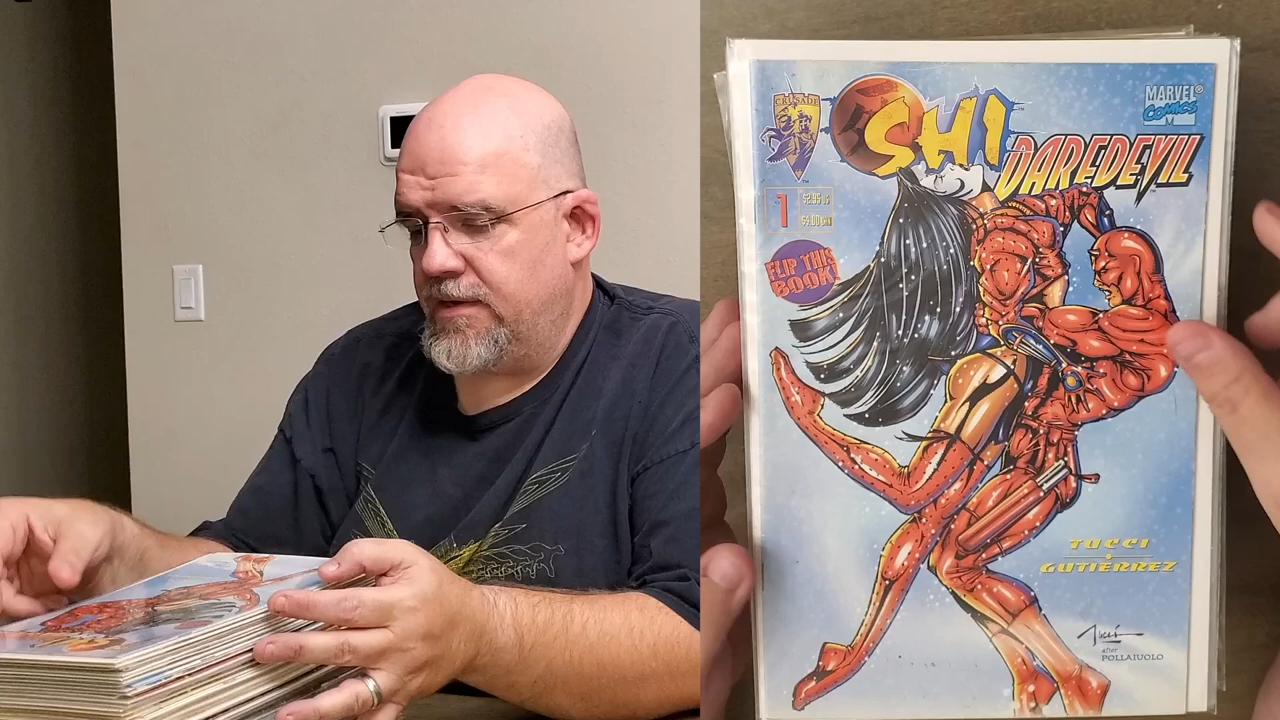 CRUSADE
SHI
MARVEL®
COMICS
DAREDEVIL
1
$2.95 US
$4.00 CAN
FLIP THIS
BOOK!
TUCCI
GUTIERREZ
Tucci
after
POLLAIUOLO